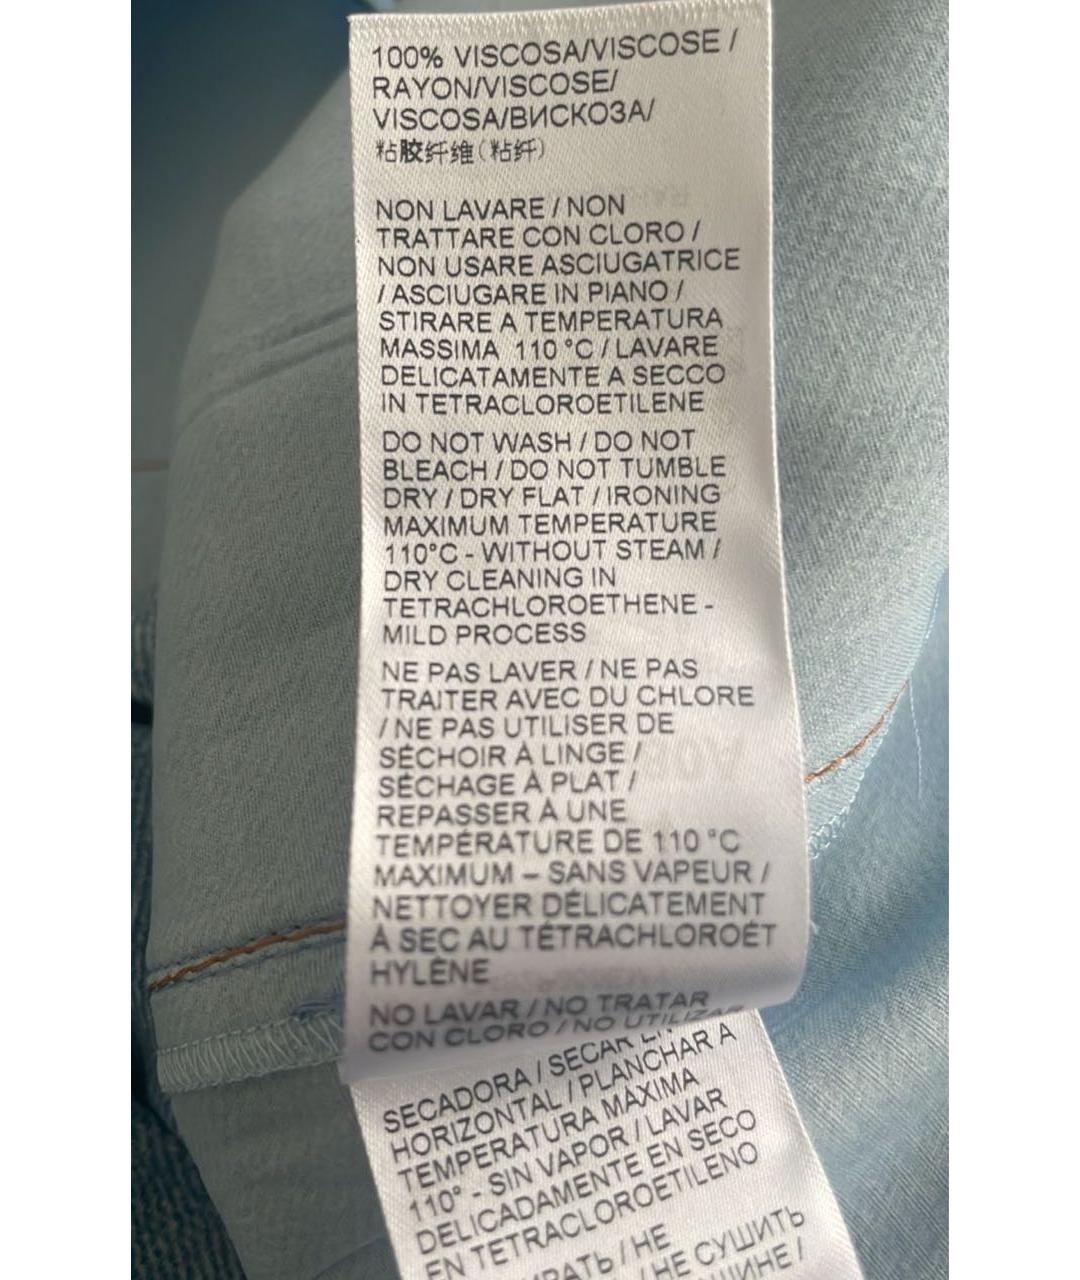 100% VISCOSA/VISCOSE /
RAYON/VISCOSE/
VISCOSA/ВИСКОЗА/
粘胶纤维(粘纤)
NON LAVARE / NON
TRATTARE CON CLORO /
NON USARE ASCIUGATRICE
/ ASCIUGARE IN PIANO /
STIRARE A TEMPERATURA
MASSIMA 110 °C / LAVARE
DELICATAMENTE A SECCO
IN TETRACLOROETILENE
DO NOT WASH / DO NOT
BLEACH / DO NOT TUMBLE
DRY / DRY FLAT / IRONING
MAXIMUM TEMPERATURE
110°C - WITHOUT STEAM /
DRY CLEANING IN
TETRACHLOROETHENE -
MILD PROCESS
NE PAS LAVER / NE PAS
TRAITER AVEC DU CHLORE
/ NE PAS UTILISER DE
SÉCHOIR À LINGE /
SÉCHAGE À PLAT /
REPASSER À UNE
TEMPÉRATURE DE 110 °C
MAXIMUM – SANS VAPEUR /
NETTOYER DÉLICATEMENT
À SEC AU TÉTRACHLOROÉT
HYLÈNE
NO LAVAR / NO TRATAR
CON CLORO / NO UTILIZAR
SECADORA / SECAR EN
HORIZONTAL / PLANCHAR A
TEMPERATURA MÁXIMA
110° - SIN VAPOR / LAVAR
DELICADAMENTE EN SECO
EN TETRACLOROETILENO
/ НЕ
/ НЕ СУШИТЬ